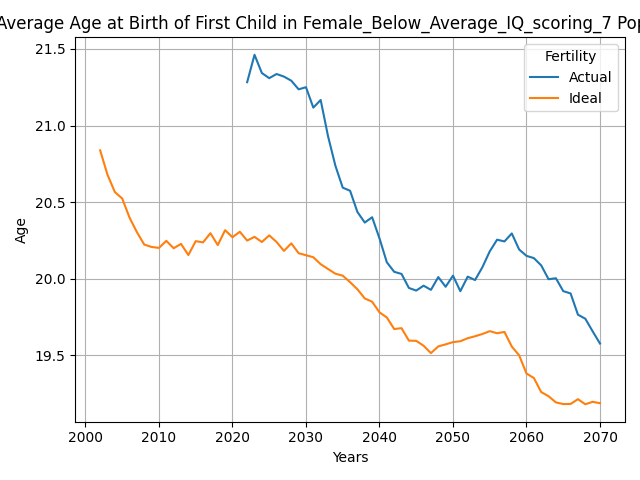 Average Age at Birth of First Child in Female_Below_Average_IQ_scoring_7
Fertility
Actual
Ideal
21.5
21.0
20.5
20.0
19.5
Age
2000 2010 2020 2030 2040 2050 2060 2070
Years